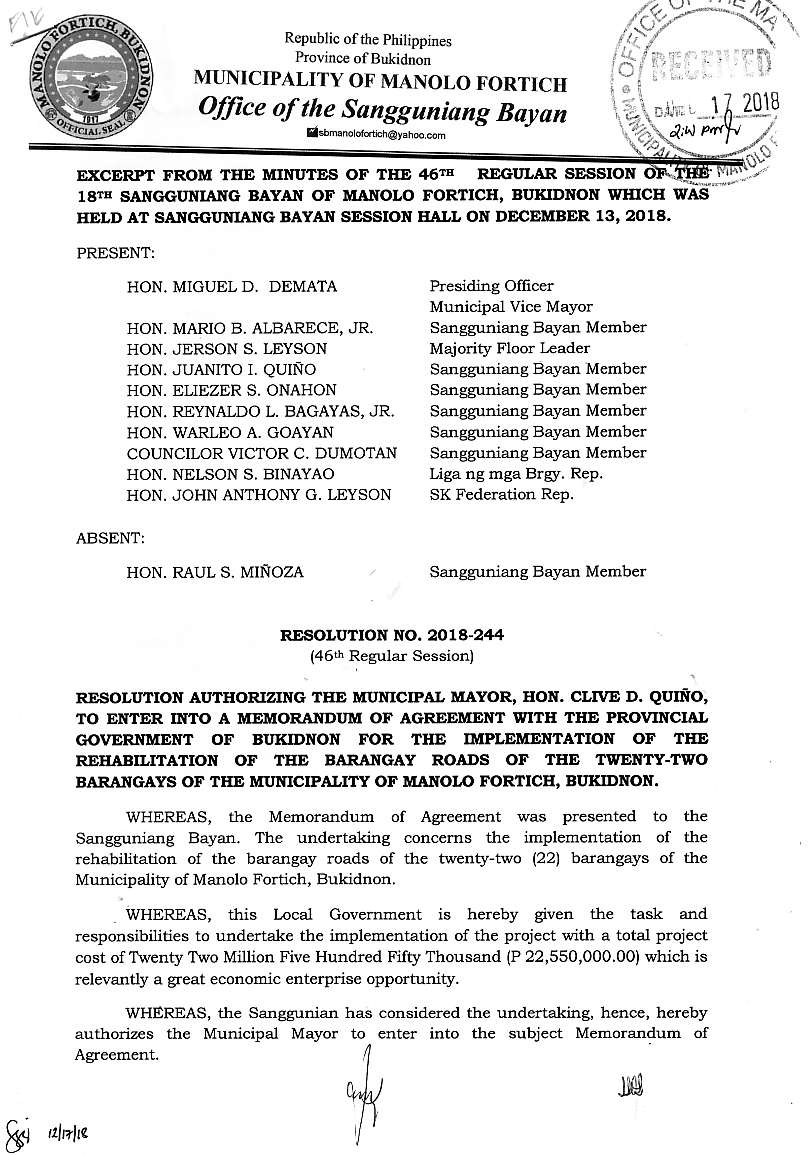 Republic of the Philippines
Province of Bukidnon
MUNICIPALITY OF MANOLO FORTICH
Office of the Sangguniang Bayan
sbmanolofortich@yahoo.com
MANOLO FORTICH, BUKIDNON
1917
OFFICIAL SEAL
OFFICE OF THE MA
RECEIVED
DATE 17 2018
MUNICIPALITY OF MANOLO F
EXCERPT FROM THE MINUTES OF THE 46TH REGULAR SESSION OF THE
18TH SANGGUNIANG BAYAN OF MANOLO FORTICH, BUKIDNON WHICH WAS
HELD AT SANGGUNIANG BAYAN SESSION HALL ON DECEMBER 13, 2018.
PRESENT:
HON. MIGUEL D. DEMATA Presiding Officer
Municipal Vice Mayor
HON. MARIO B. ALBARECE, JR. Sangguniang Bayan Member
HON. JERSON S. LEYSON Majority Floor Leader
HON. JUANITO I. QUIÑO Sangguniang Bayan Member
HON. ELIEZER S. ONAHON Sangguniang Bayan Member
HON. REYNALDO L. BAGAYAS, JR. Sangguniang Bayan Member
HON. WARLEO A. GOAYAN Sangguniang Bayan Member
COUNCILOR VICTOR C. DUMOTAN Sangguniang Bayan Member
HON. NELSON S. BINAYAO Liga ng mga Brgy. Rep.
HON. JOHN ANTHONY G. LEYSON SK Federation Rep.
ABSENT:
HON. RAUL S. MIÑOZA Sangguniang Bayan Member
RESOLUTION NO. 2018-244
(46th Regular Session)
RESOLUTION AUTHORIZING THE MUNICIPAL MAYOR, HON. CLIVE D. QUIÑO,
TO ENTER INTO A MEMORANDUM OF AGREEMENT WITH THE PROVINCIAL
GOVERNMENT OF BUKIDNON FOR THE IMPLEMENTATION OF THE
REHABILITATION OF THE BARANGAY ROADS OF THE TWENTY-TWO
BARANGAYS OF THE MUNICIPALITY OF MANOLO FORTICH, BUKIDNON.
WHEREAS, the Memorandum of Agreement was presented to the
Sangguniang Bayan. The undertaking concerns the implementation of the
rehabilitation of the barangay roads of the twenty-two (22) barangays of the
Municipality of Manolo Fortich, Bukidnon.
WHEREAS, this Local Government is hereby given the task and
responsibilities to undertake the implementation of the project with a total project
cost of Twenty Two Million Five Hundred Fifty Thousand (P 22,550,000.00) which is
relevantly a great economic enterprise opportunity.
WHEREAS, the Sanggunian has considered the undertaking, hence, hereby
authorizes the Municipal Mayor to enter into the subject Memorandum of
Agreement.
12/17/18